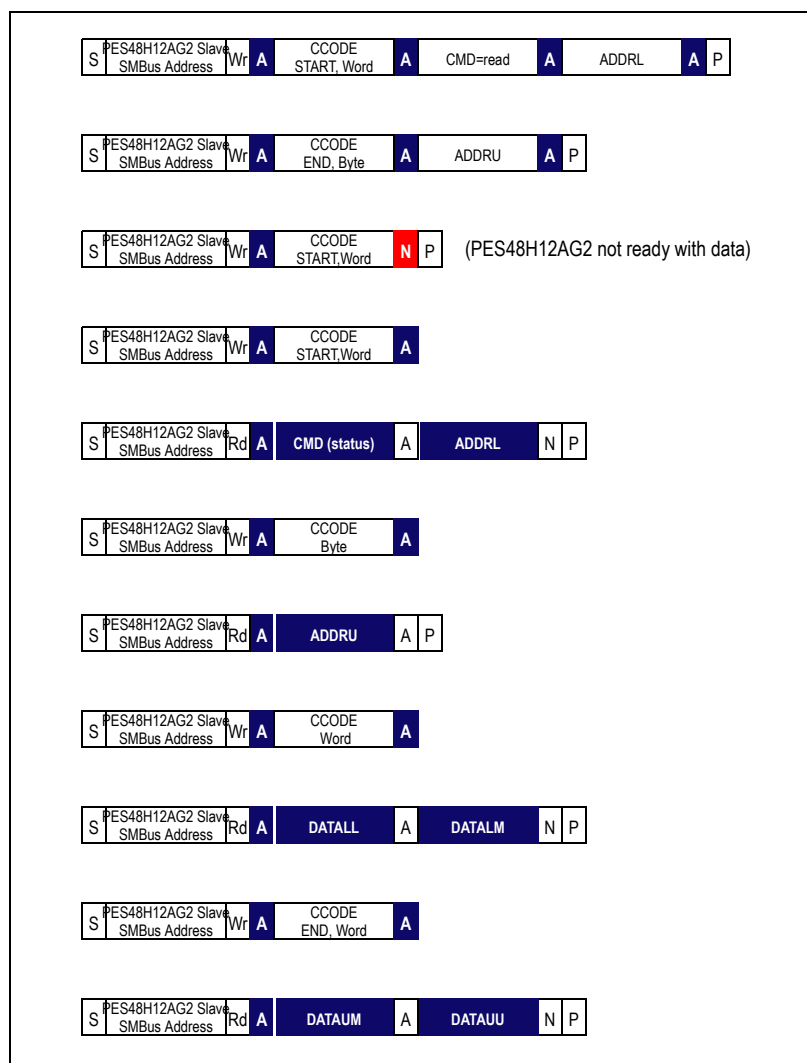 S PES48H12AG2 Slave SMBus Address Wr A CCODE START, Word A CMD=read A ADDRL A P
S PES48H12AG2 Slave SMBus Address Wr A CCODE END, Byte A ADDRU A P
S PES48H12AG2 Slave SMBus Address Wr A CCODE START,Word N P (PES48H12AG2 not ready with data)
S PES48H12AG2 Slave SMBus Address Wr A CCODE START,Word A
S PES48H12AG2 Slave SMBus Address Rd A CMD (status) A ADDRL N P
S PES48H12AG2 Slave SMBus Address Wr A CCODE Byte A
S PES48H12AG2 Slave SMBus Address Rd A ADDRU A P
S PES48H12AG2 Slave SMBus Address Wr A CCODE Word A
S PES48H12AG2 Slave SMBus Address Rd A DATALL A DATALM N P
S PES48H12AG2 Slave SMBus Address Wr A CCODE END, Word A
S PES48H12AG2 Slave SMBus Address Rd A DATAUM A DATAUU N P